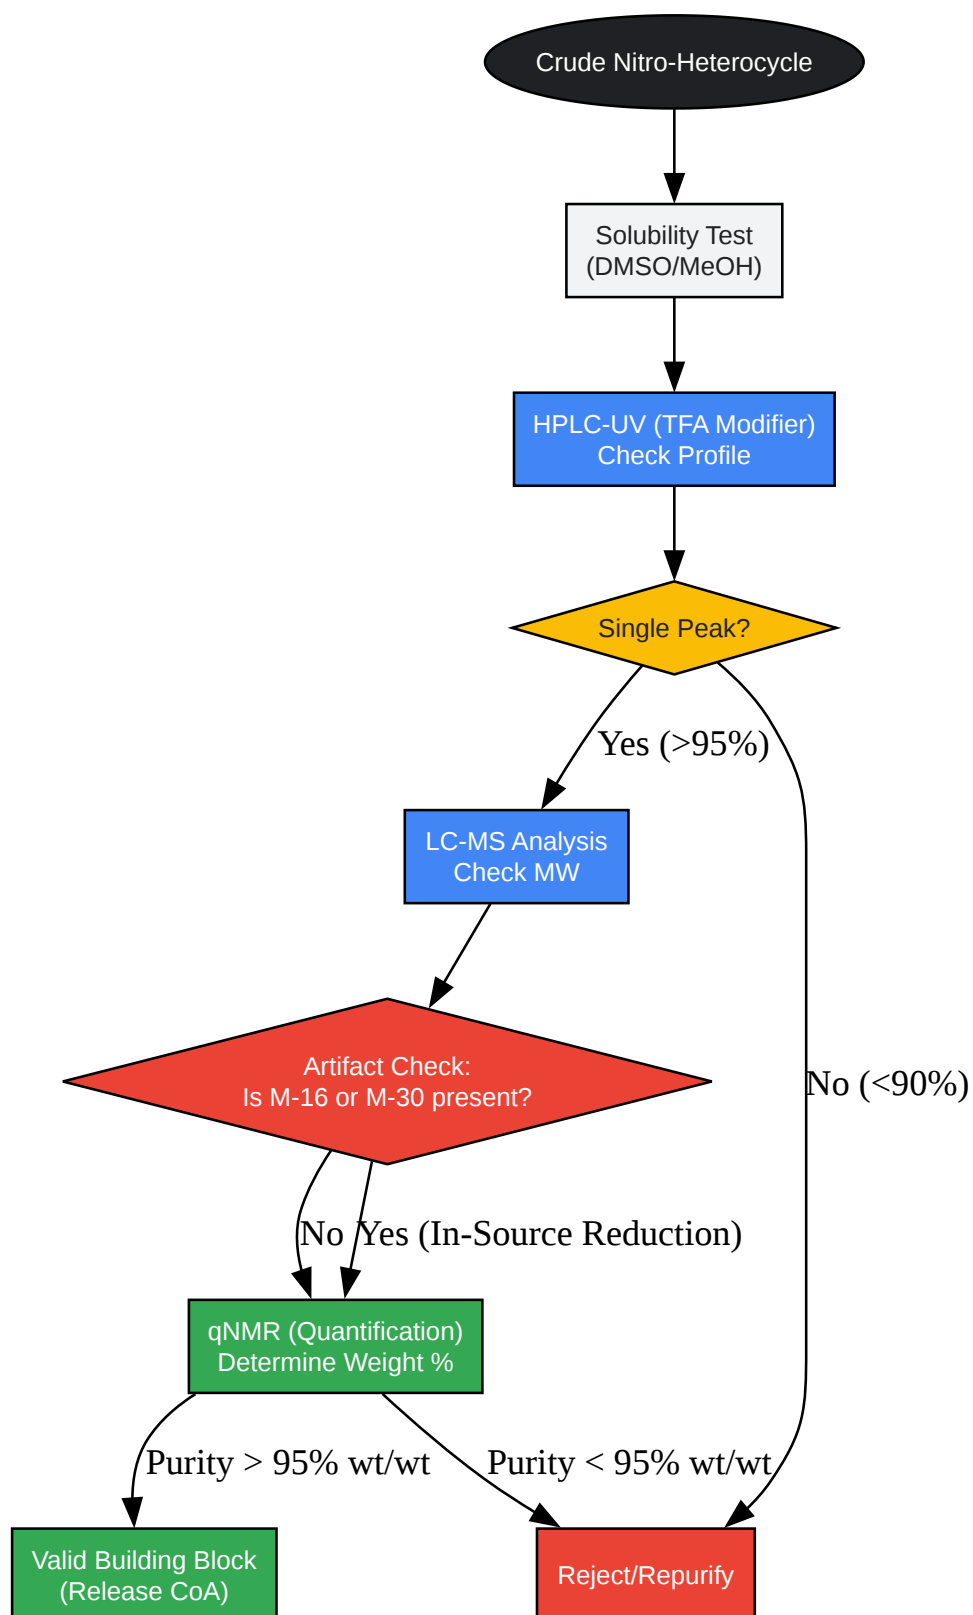 Crude Nitro-Heterocycle
Solubility Test
(DMSO/MeOH)
HPLC-UV (TFA Modifier)
Check Profile
Single Peak?
Yes (>95%)
LC-MS Analysis
Check MW
Artifact Check:
Is M-16 or M-30 present?
No (<90%)
No
Yes (In-Source Reduction)
qNMR (Quantification)
Determine Weight %
Purity > 95% wt/wt
Purity < 95% wt/wt
Valid Building Block
(Release CoA)
Reject/Repurify